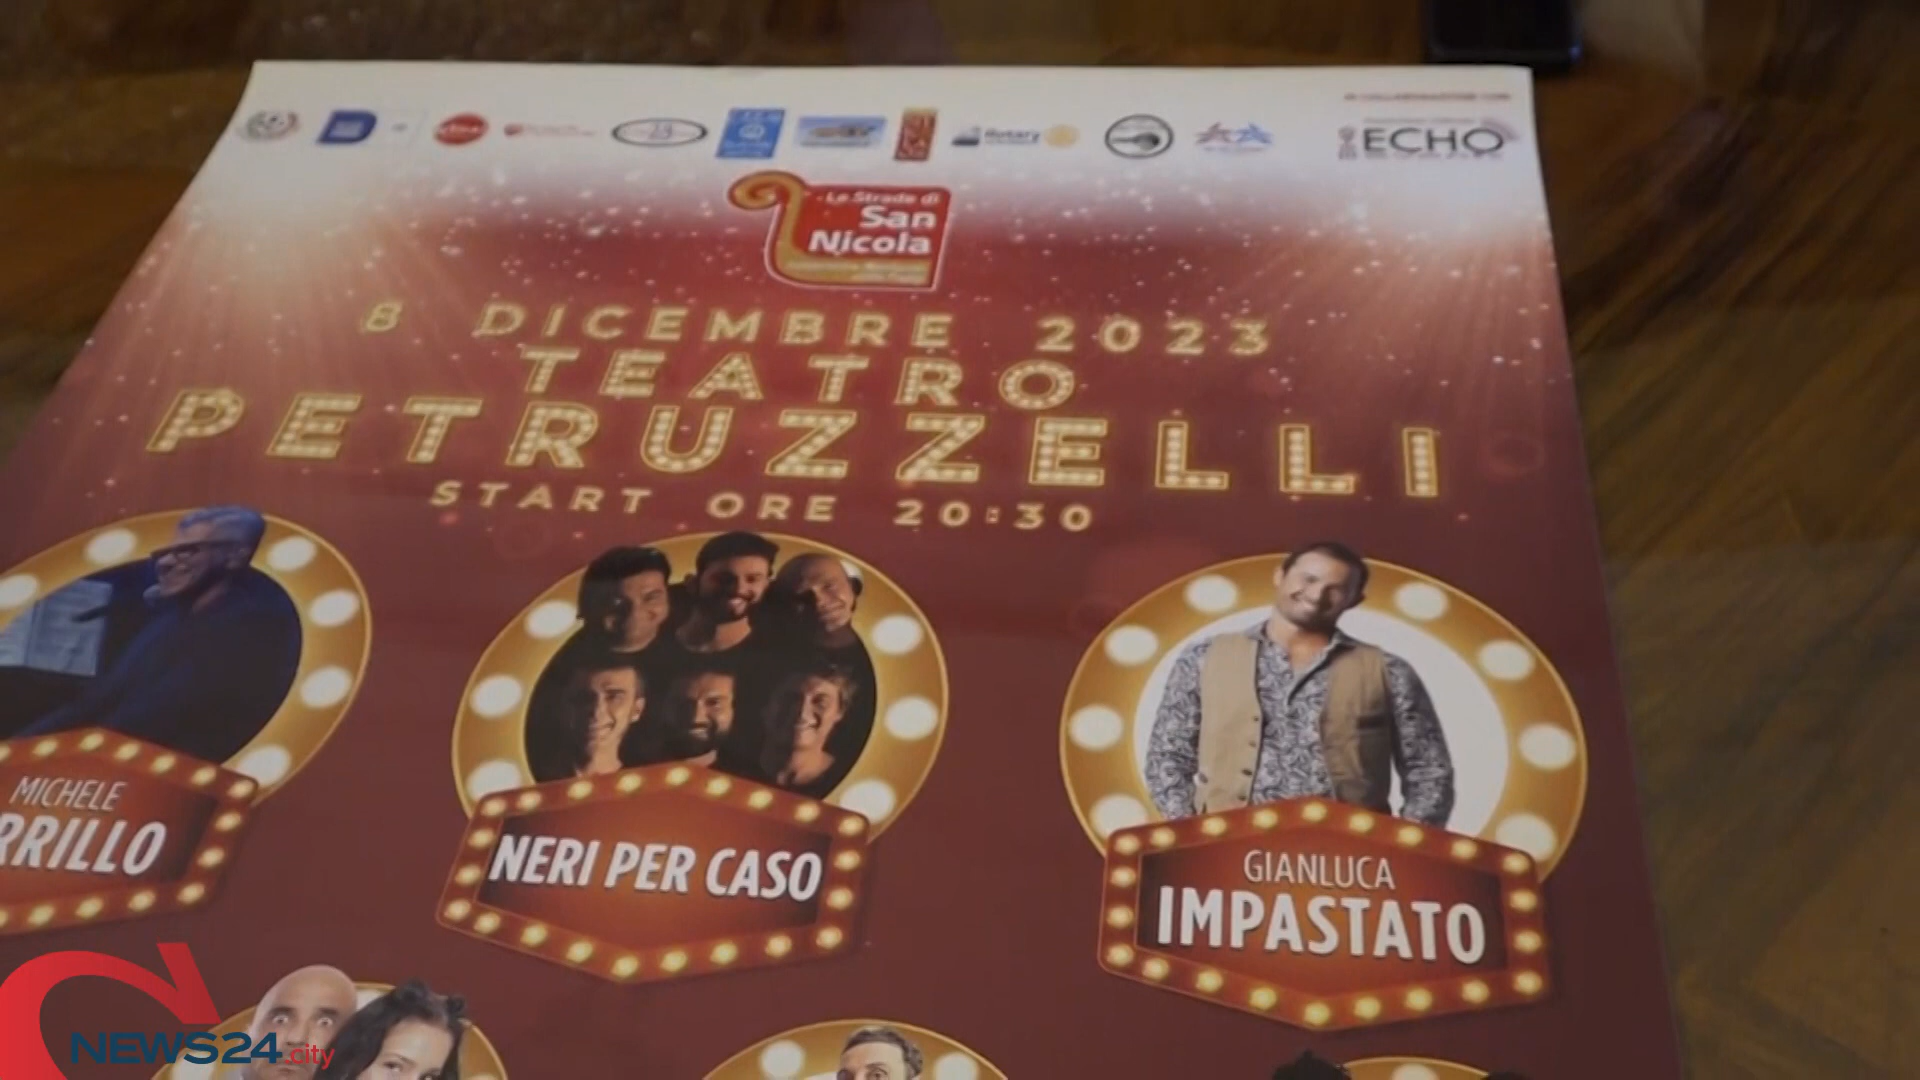 ECHO
Rotary
Le Strade di
San
Nicola
8 DICEMBRE 2023
TEATRO
PETRUZZELLI
START ORE 20:30
MICHELE
RRILLO
NERI PER CASO
GIANLUCA
IMPASTATO
NEWS24.city